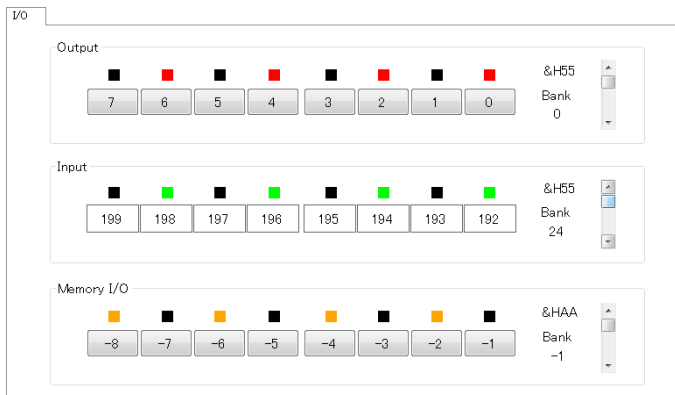 I/O
Output
&H55
7 6 5 4 3 2 1 0
Bank
0
Input
&H55
199 198 197 196 195 194 193 192
Bank
24
Memory I/O
&HAA
-8 -7 -6 -5 -4 -3 -2 -1
Bank
-1